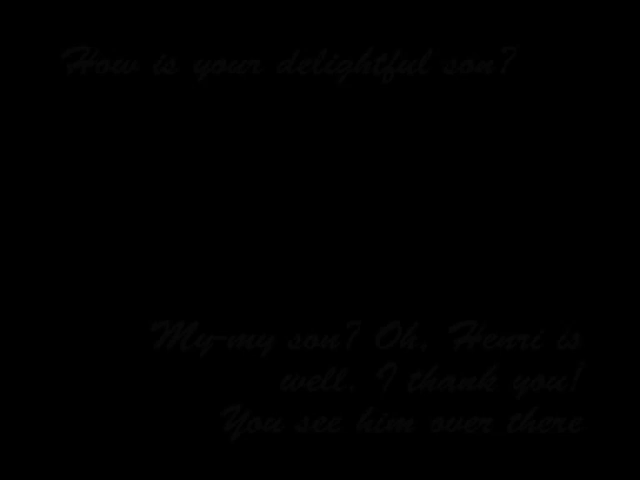 How is your delightful son?
My-my son? Oh, Henri is
well, I thank you!
You see him over there